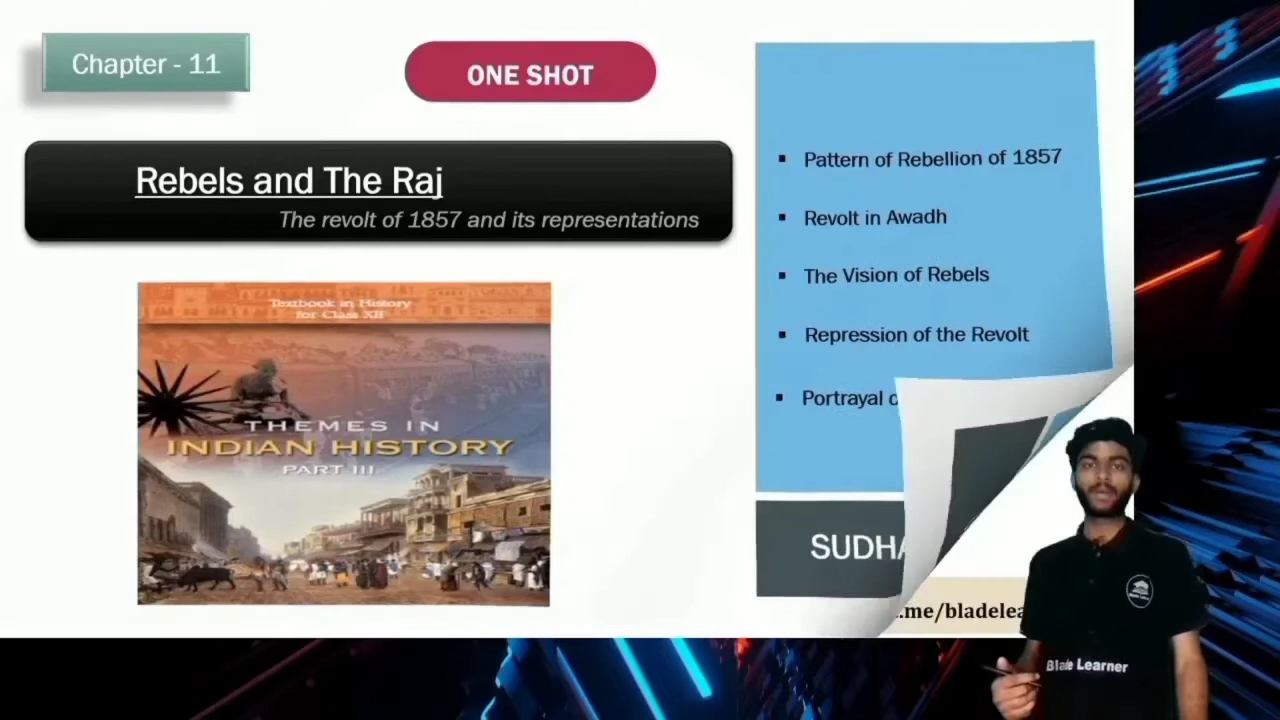 Chapter - 11
ONE SHOT
Rebels and The Raj
The revolt of 1857 and its representations
Textbook in History
for Class XII
THEMES IN
INDIAN HISTORY
PART III
Pattern of Rebellion of 1857
Revolt in Awadh
The Vision of Rebels
Repression of the Revolt
Portrayal
.me/bladelea
Blade Learner